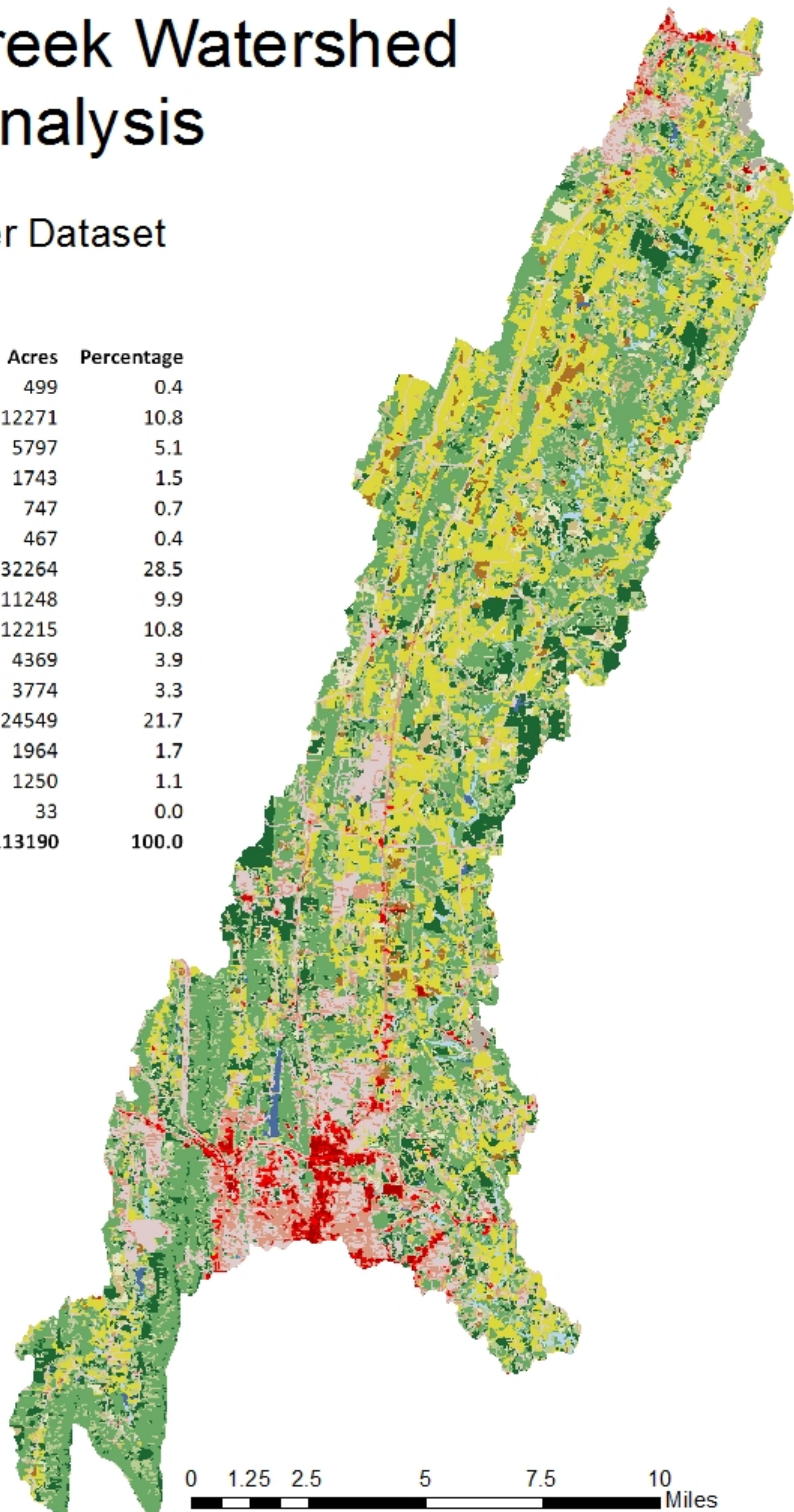 reek Watershed
nalysis
er Dataset
Acres Percentage
499 0.4
12271 10.8
5797 5.1
1743 1.5
747 0.7
467 0.4
32264 28.5
11248 9.9
12215 10.8
4369 3.9
3774 3.3
24549 21.7
1964 1.7
1250 1.1
33 0.0
13190 100.0
0 1.25 2.5 5 7.5 10
Miles